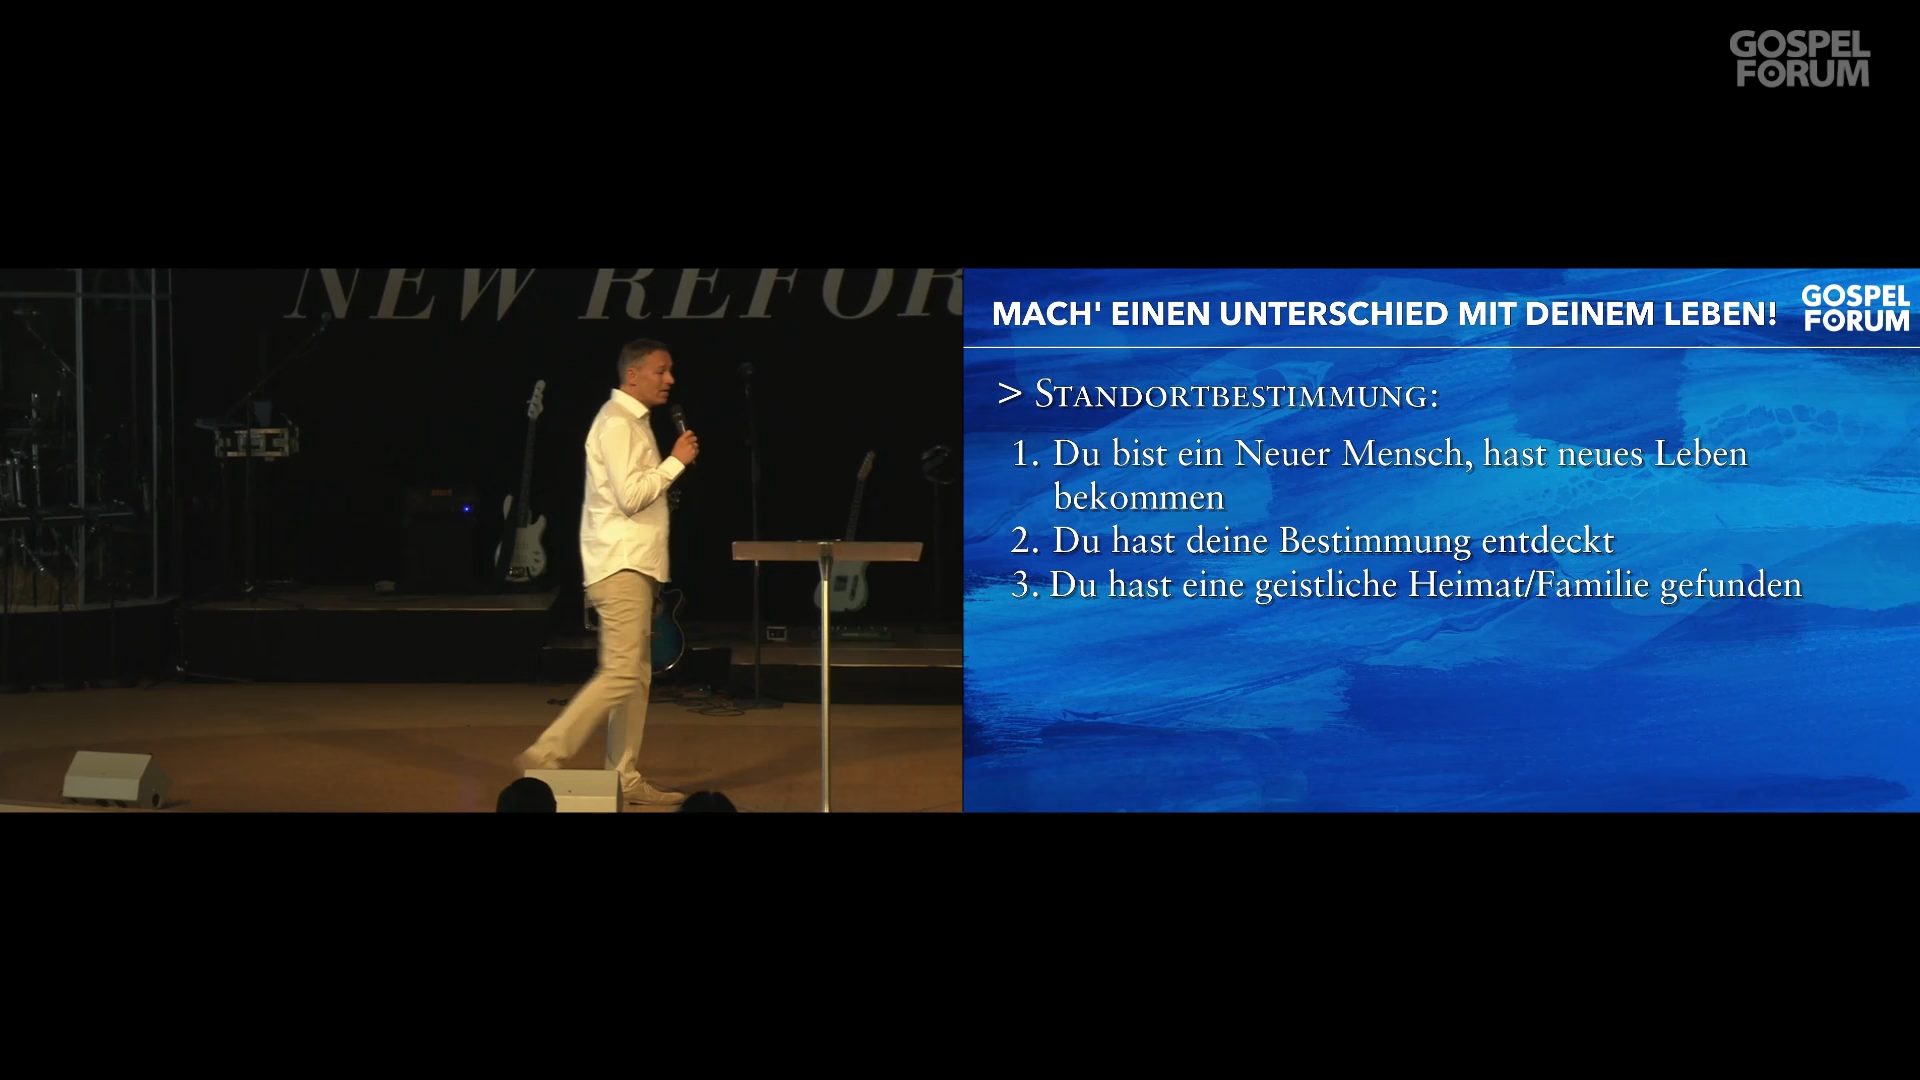 GOSPEL
FORUM
NEW REFOR
MACH' EINEN UNTERSCHIED MIT DEINEM LEBEN!
GOSPEL
FORUM
> STANDORTBESTIMMUNG:
1. Du bist ein Neuer Mensch, hast neues Leben
bekommen
2. Du hast deine Bestimmung entdeckt
3. Du hast eine geistliche Heimat/Familie gefunden